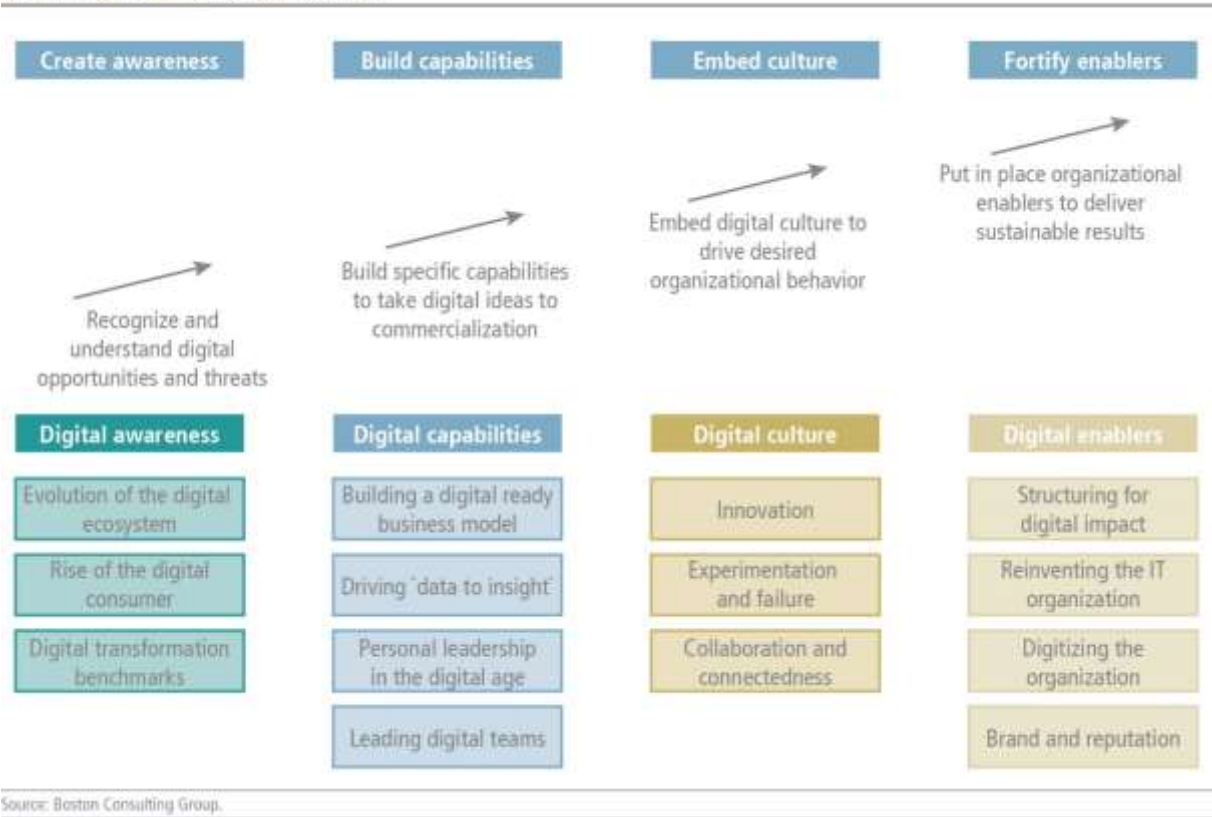 Create awareness
Build capabilities
Embed culture
Fortify enablers
Recognize and
understand digital
opportunities and threats
Build specific capabilities
to take digital ideas to
commercialization
Embed digital culture to
drive desired
organizational behavior
Put in place organizational
enablers to deliver
sustainable results
Digital awareness
Evolution of the digital
ecosystem
Rise of the digital
consumer
Digital transformation
benchmarks
Digital capabilities
Building a digital ready
business model
Driving ‘data to insight’
Personal leadership
in the digital age
Leading digital teams
Digital culture
Innovation
Experimentation
and failure
Collaboration and
connectedness
Digital enablers
Structuring for
digital impact
Reinventing the IT
organization
Digitizing the
organization
Brand and reputation
Source: Boston Consulting Group.